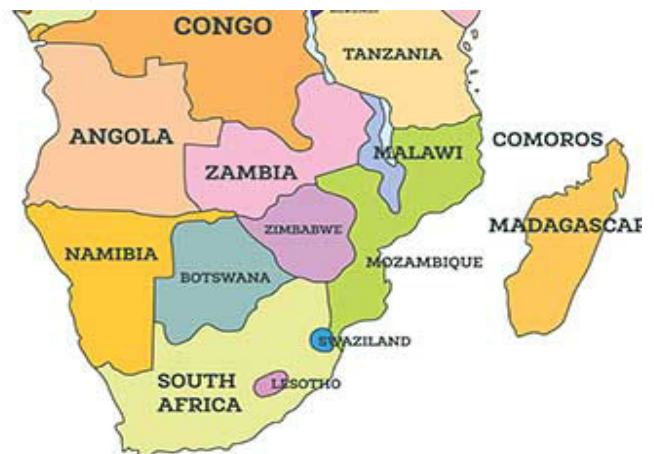 CONGO
TANZANIA
ANGOLA
COMOROS
MALAWI
ZAMBIA
MADAGASCAR
ZIMBABWE
NAMIBIA
MOZAMBIQUE
BOTSWANA
SWAZILAND
SOUTH
AFRICA
LESOTHO